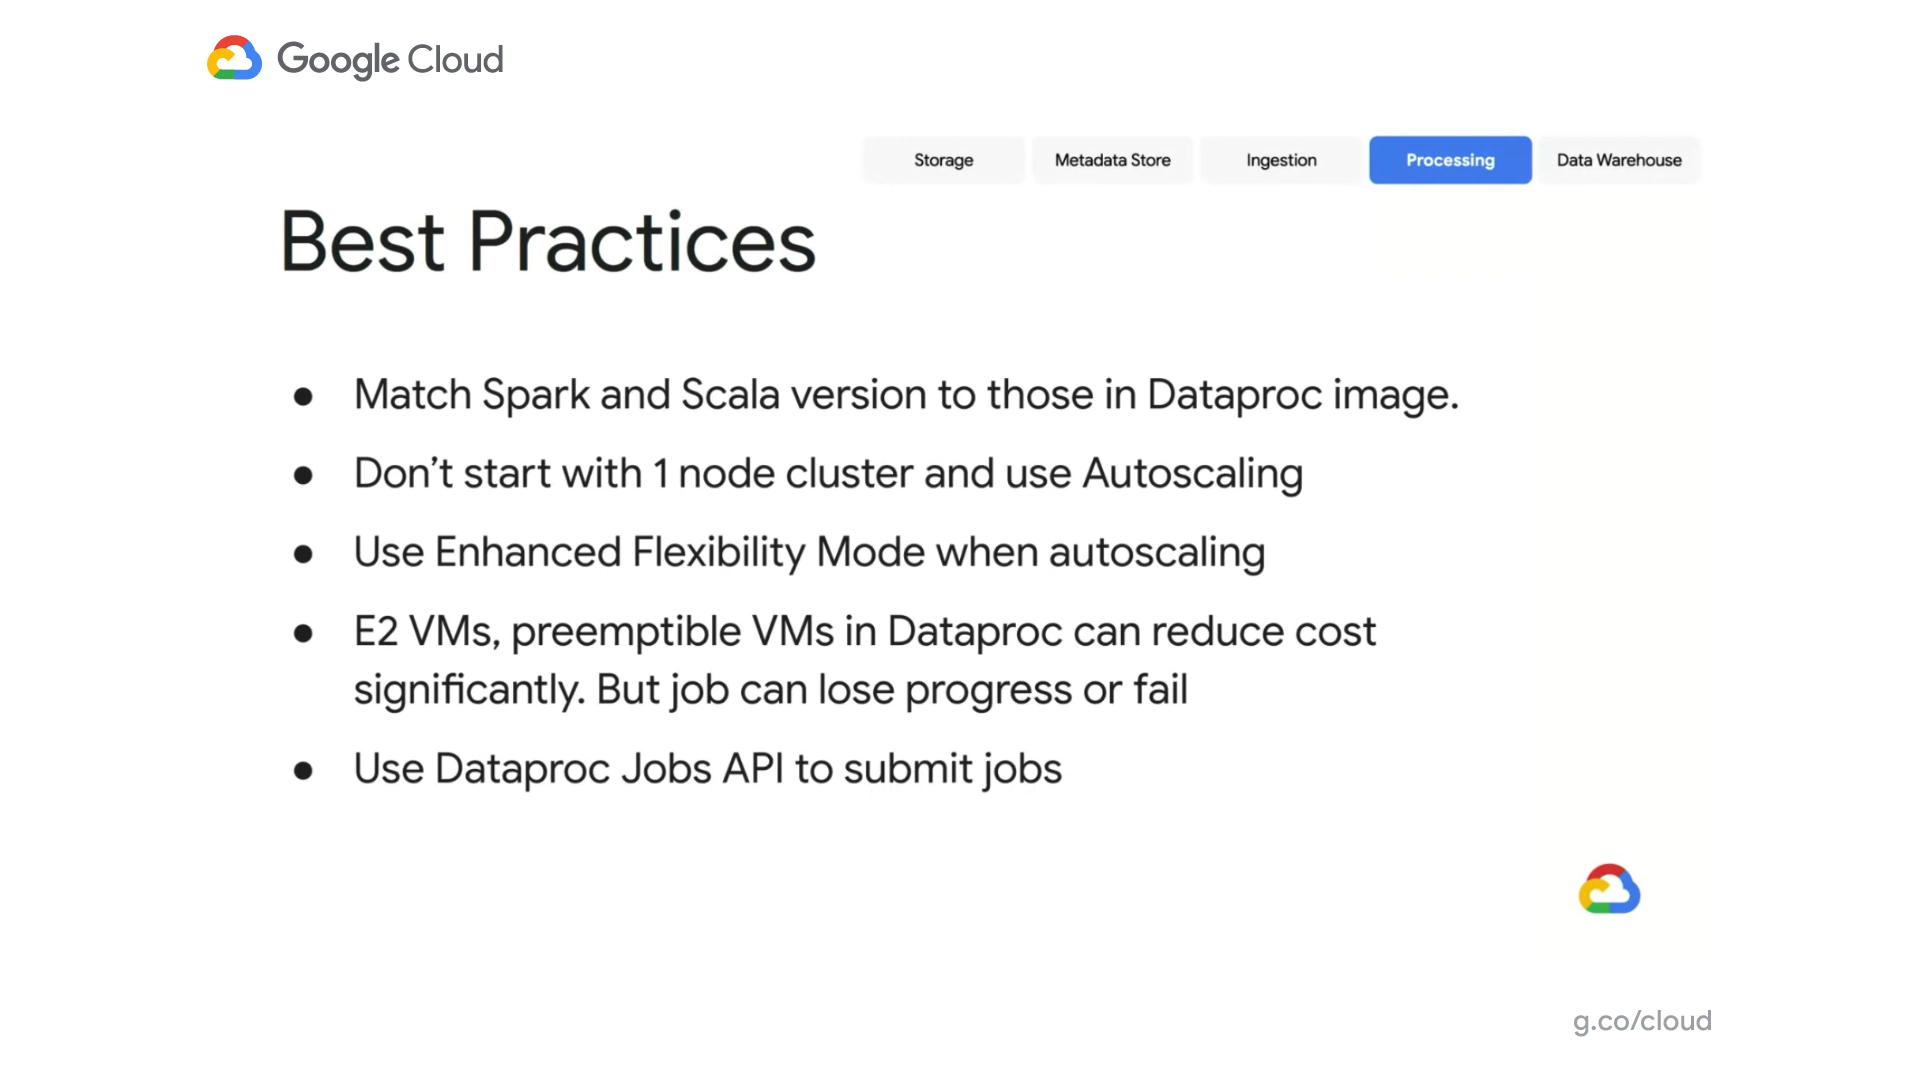 Google Cloud
Storage
Metadata Store
Ingestion
Processing
Data Warehouse
Best Practices
● Match Spark and Scala version to those in Dataproc image.
● Don’t start with 1 node cluster and use Autoscaling
● Use Enhanced Flexibility Mode when autoscaling
● E2 VMs, preemptible VMs in Dataproc can reduce cost
significantly. But job can lose progress or fail
● Use Dataproc Jobs API to submit jobs
g.co/cloud